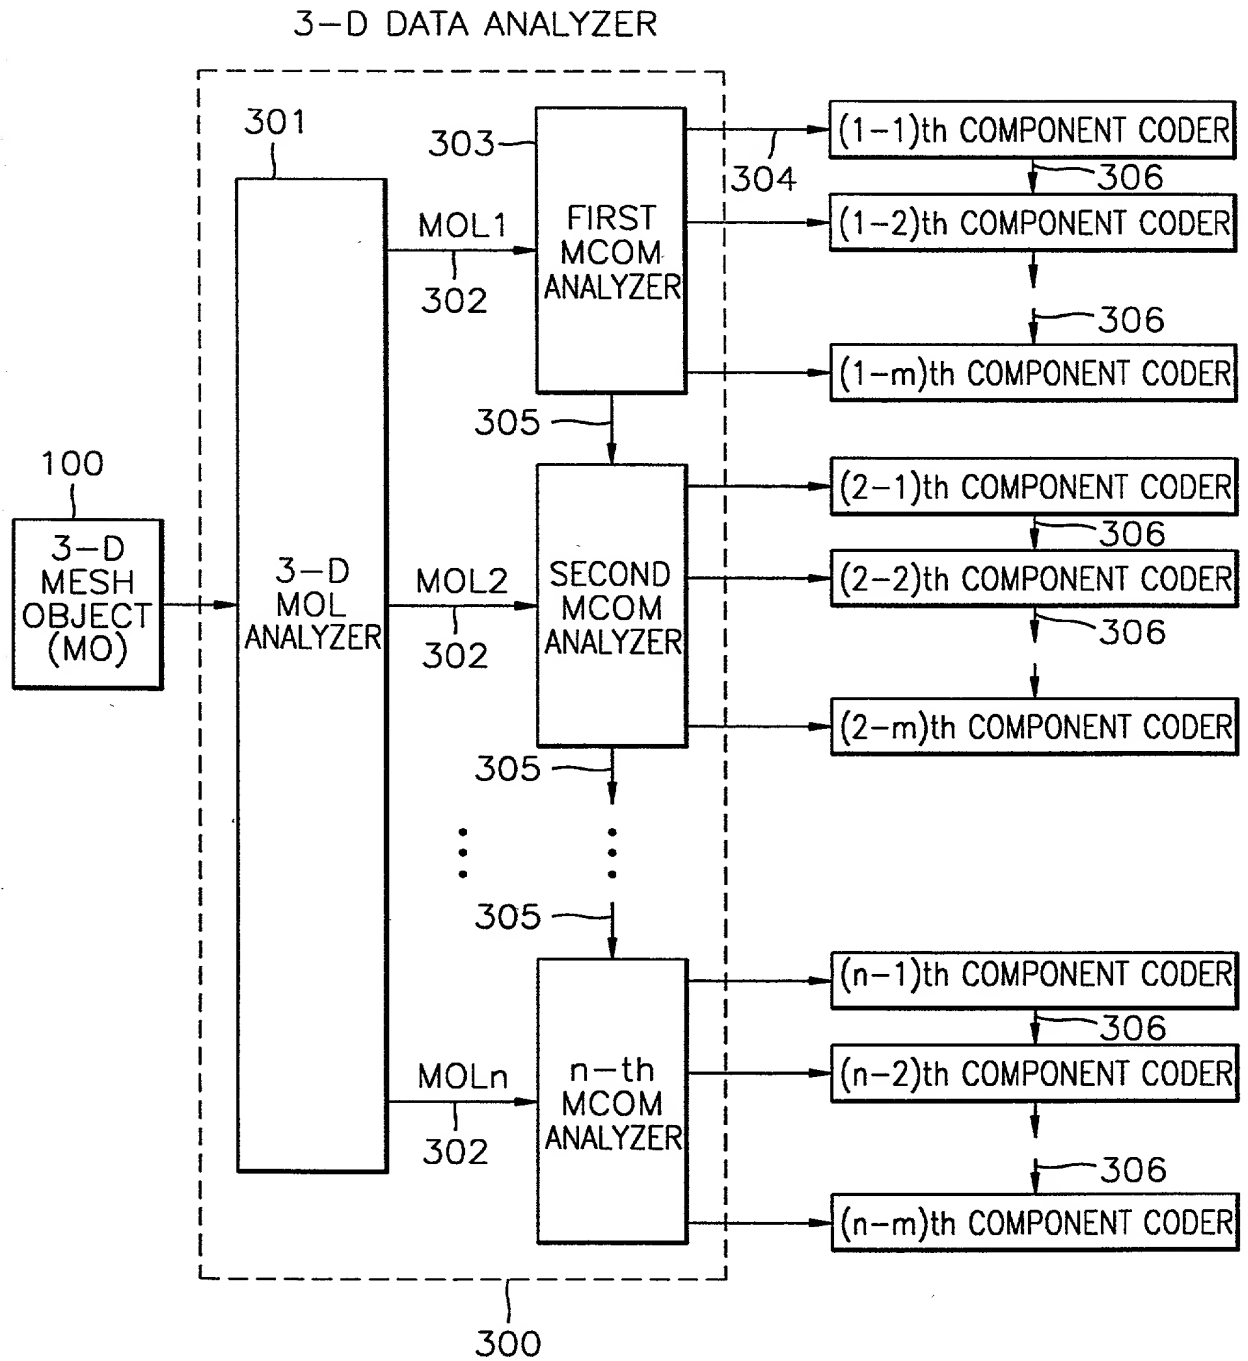 3-D DATA ANALYZER
301
303
304
(1-1)th COMPONENT CODER
306
(1-2)th COMPONENT CODER
306
(1-m)th COMPONENT CODER
MOL1
302
FIRST
MCOM
ANALYZER
305
100
3-D
MESH
OBJECT
(MO)
3-D
MOL
ANALYZER
MOL2
302
SECOND
MCOM
ANALYZER
(2-1)th COMPONENT CODER
306
(2-2)th COMPONENT CODER
306
(2-m)th COMPONENT CODER
305
305
MOLn
302
n-th
MCOM
ANALYZER
(n-1)th COMPONENT CODER
306
(n-2)th COMPONENT CODER
306
(n-m)th COMPONENT CODER
300